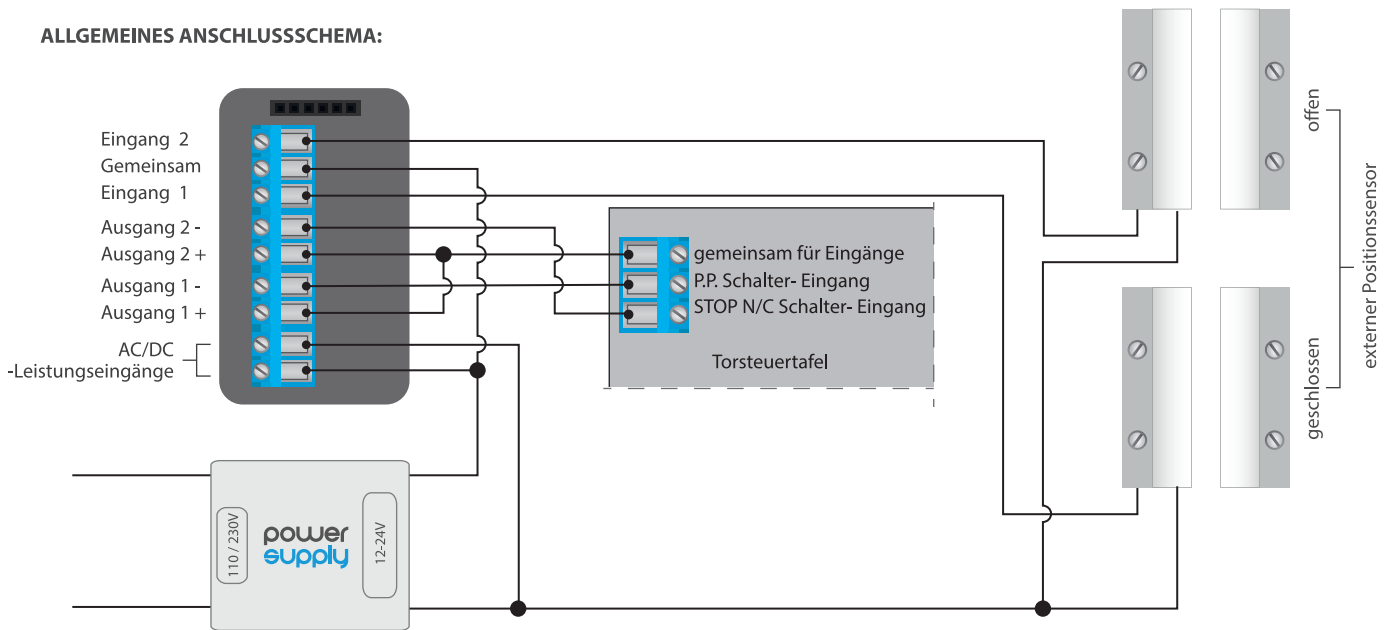 ALLGEMEINES ANSCHLUSSSCHEMA:
Eingang 2
Gemeinsam
Eingang 1
Ausgang 2 -
Ausgang 2 +
Ausgang 1 -
Ausgang 1 +
AC/DC
-Leistungseingänge
gemeinsam für Eingänge
P.P. Schalter- Eingang
STOP N/C Schalter- Eingang
Torsteuertafel
offen
geschlossen
externer Positionssensor
110 / 230V
power
supply
12-24V